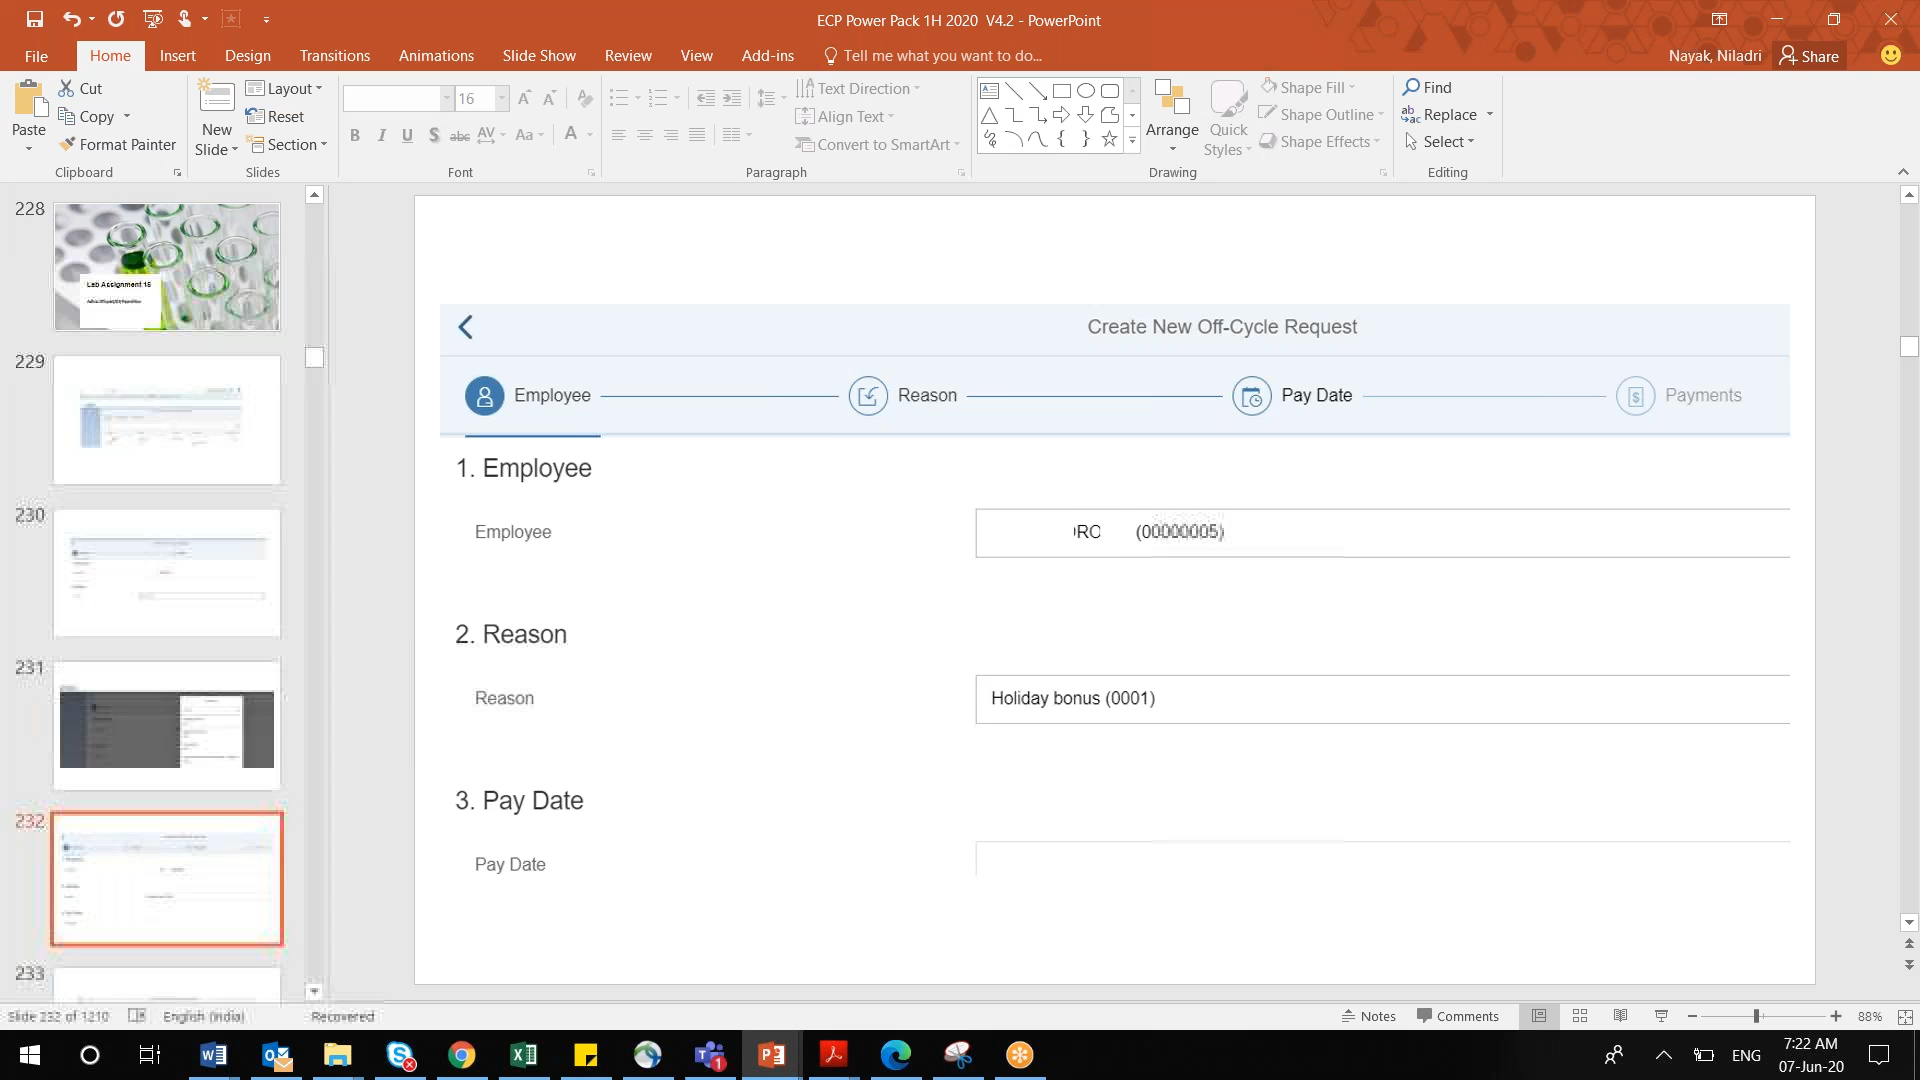 ECP Power Pack 1H 2020 V4.2 - PowerPoint
File Home Insert Design Transitions Animations Slide Show Review View Add-ins Tell me what you want to do... Nayak, Niladri Share
Paste Cut Copy Format Painter Clipboard
New Slide Layout Reset Section Slides
16 Font
Text Direction Align Text Convert to SmartArt Paragraph
Arrange Quick Styles Shape Fill Shape Outline Shape Effects Drawing
Find Replace Select Editing
228
Lab Assignment 15
229
230
231
232
233
Create New Off-Cycle Request
Employee Reason Pay Date Payments
1. Employee
Employee (00000005)
2. Reason
Reason Holiday bonus (0001)
3. Pay Date
Pay Date
Slide 232 of 1210 English (India) Recovered Notes Comments 88%
ENG
7:22 AM
07-Jun-20